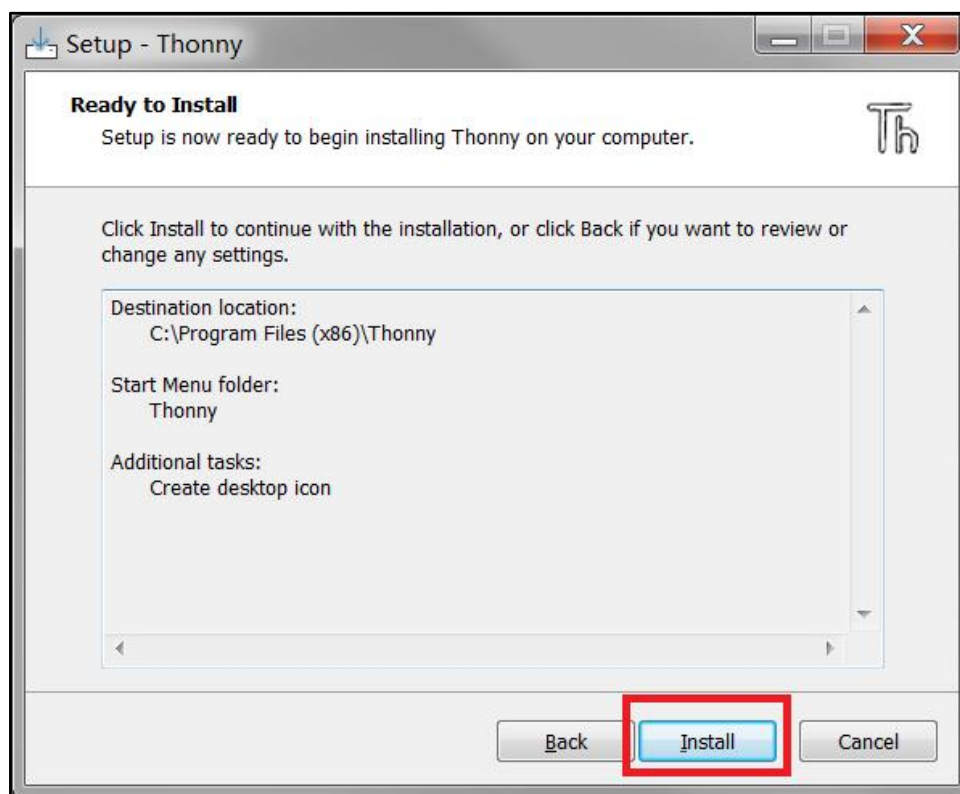 Setup - Thonny
Ready to Install
Setup is now ready to begin installing Thonny on your computer.
Th
Click Install to continue with the installation, or click Back if you want to review or
change any settings.
Destination location:
C:\Program Files (x86)\Thonny
Start Menu folder:
Thonny
Additional tasks:
Create desktop icon
Back
Install
Cancel